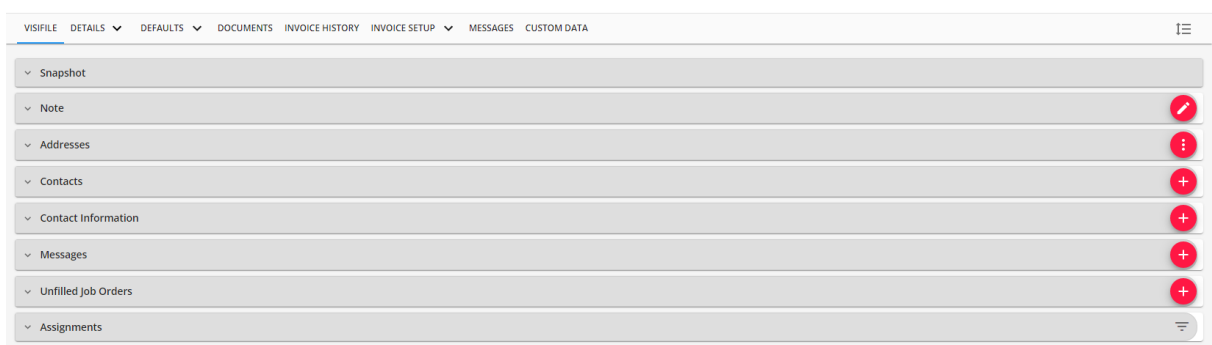 VISIFILE DETAILS DEFAULTS DOCUMENTS INVOICE HISTORY INVOICE SETUP MESSAGES CUSTOM DATA
Snapshot
Note
Addresses
Contacts
Contact Information
Messages
Unfilled Job Orders
Assignments